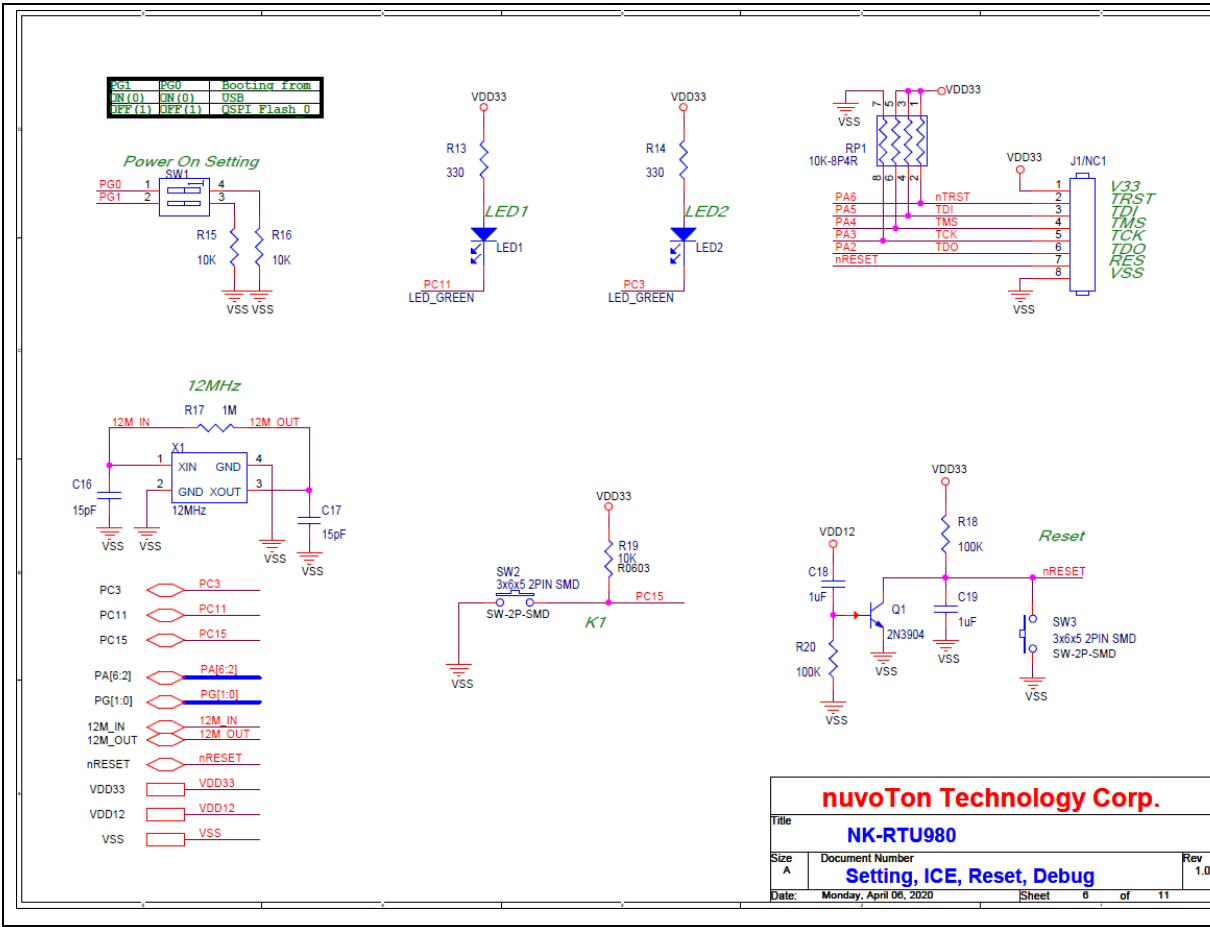 PG1 PG0 Booting from
ON(0) ON(0) USB
OFF(1) OFF(1) QSPI Flash 0
Power On Setting
SW1
PG0 1 4
PG1 2 3
R15
10K
R16
10K
VSS VSS
VDD33
R13
330
LED1
LED1
PC11
LED_GREEN
VDD33
R14
330
LED2
LED2
PC3
LED_GREEN
VDD33
VSS
7 5 3 1
RP1
10K-8P4R
8 6 4 2
VDD33
J1/NC1
1 V33
PA6 nTRST 2 TRST
PA5 TDI 3 TDI
PA4 TMS 4 TMS
PA3 TCK 5 TCK
PA2 TDO 6 TDO
nRESET 7 RES
8 VSS
VSS
12MHz
R17 1M
12M_IN 12M_OUT
X1
1 XIN GND 4
2 GND XOUT 3
12MHz
C16
15pF
C17
15pF
VSS VSS VSS VSS
PC3 PC3
PC11 PC11
PC15 PC15
PA[6:2] PA[6:2]
PG[1:0] PG[1:0]
12M_IN 12M_IN
12M_OUT 12M_OUT
nRESET nRESET
VDD33 VDD33
VDD12 VDD12
VSS VSS
VDD33
R19
10K
R0603
SW2
3x6x5 2PIN SMD
SW-2P-SMD
PC15
K1
VSS
VDD33
R18
100K
Reset
VDD12
C18
1uF
nRESET
Q1
2N3904
C19
1uF
R20
100K
SW3
3x6x5 2PIN SMD
SW-2P-SMD
VSS
VSS
VSS
VSS
nuvoTon Technology Corp.
Title
NK-RTU980
Size
A
Document Number
Setting, ICE, Reset, Debug
Rev
1.0
Date: Monday, April 06, 2020 Sheet 6 of 11